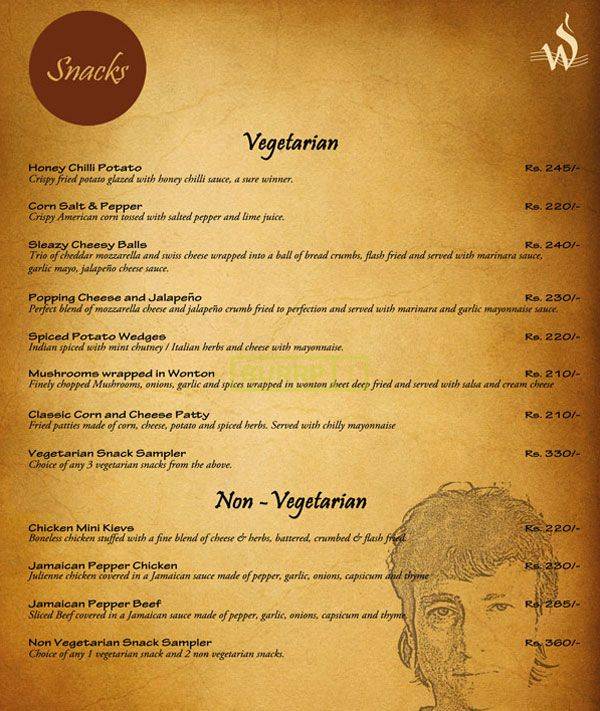 Snacks
Vegetarian
Honey Chilli Potato Rs. 245/-
Crispy fried potato glazed with honey chilli sauce, a sure winner.
Corn Salt & Pepper Rs. 220/-
Crispy American corn tossed with salted pepper and lime juice.
Sleazy Cheesy Balls Rs. 240/-
Trio of cheddar mozzarella and swiss cheese wrapped into a ball of bread crumbs, flash fried and served with marinara sauce,
garlic mayo, jalapeño cheese sauce.
Popping Cheese and Jalapeño Rs. 230/-
Perfect blend of mozzarella cheese and jalapeño crumb fried to perfection and served with marinara and garlic mayonnaise sauce.
Spiced Potato Wedges Rs. 220/-
Indian spiced with mint chutney / Italian herbs and cheese with mayonnaise.
Mushrooms wrapped in Wonton Rs. 210/-
Finely chopped Mushrooms, onions, garlic and spices wrapped in wonton sheet deep fried and served with salsa and cream cheese
Classic Corn and Cheese Patty Rs. 210/-
Fried patties made of corn, cheese, potato and spiced herbs. Served with chilly mayonnaise
Vegetarian Snack Sampler Rs. 330/-
Choice of any 3 vegetarian snacks from the above.
Non - Vegetarian
Chicken Mini Kievs Rs. 220/-
Boneless chicken stuffed with a fine blend of cheese & herbs, battered, crumbed & flash fried.
Jamaican Pepper Chicken Rs. 230/-
Julienne chicken covered in a Jamaican sauce made of pepper, garlic, onions, capsicum and thyme
Jamaican Pepper Beef Rs. 285/-
Sliced Beef covered in a Jamaican sauce made of pepper, garlic, onions, capsicum and thyme
Non Vegetarian Snack Sampler Rs. 360/-
Choice of any 1 vegetarian snack and 2 non vegetarian snacks.